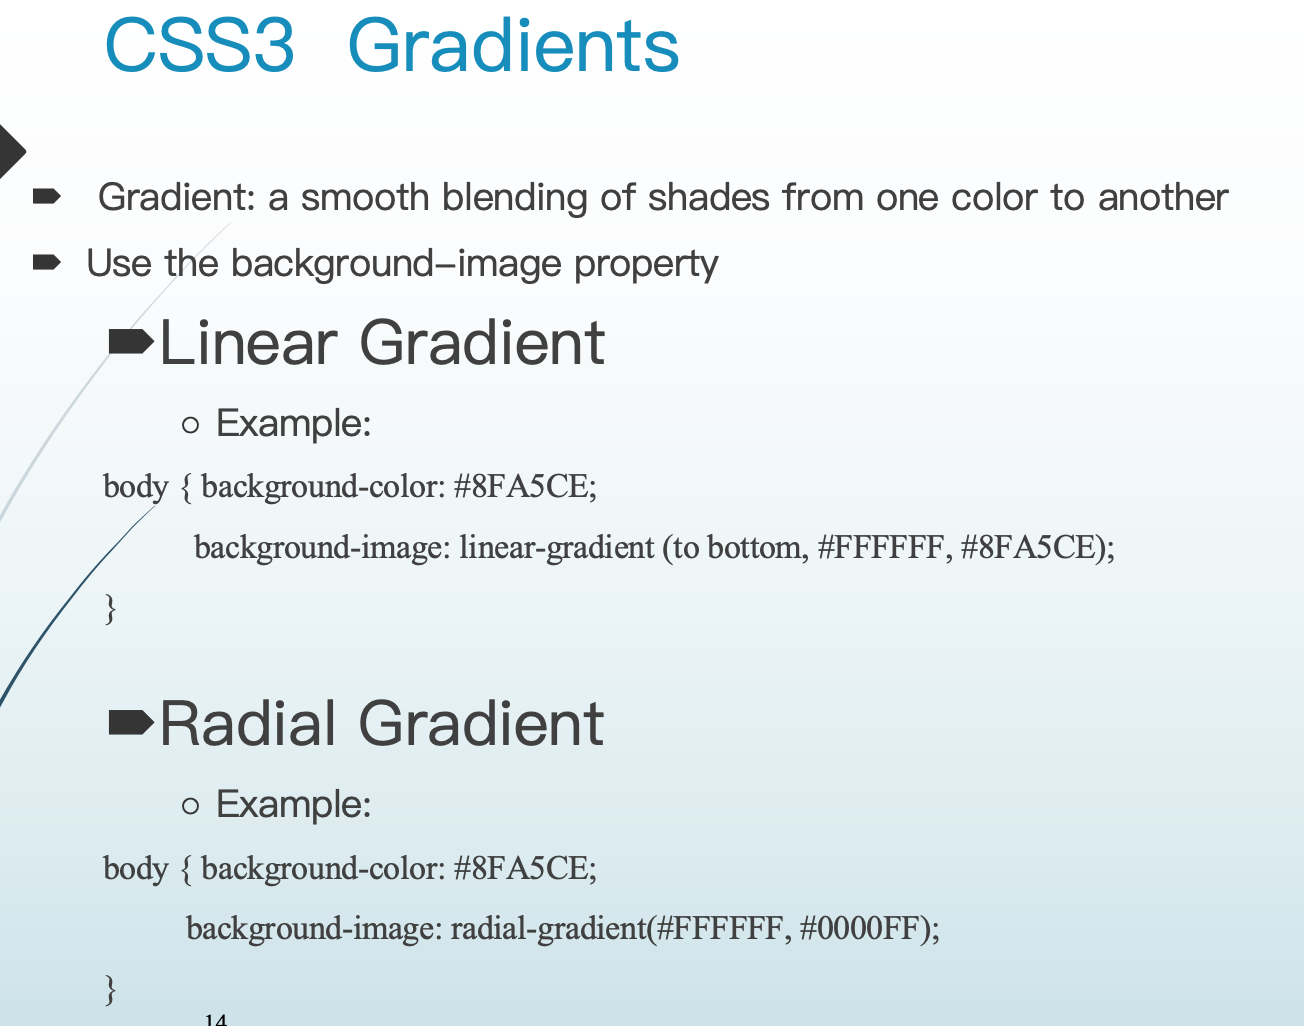 CSS3 Gradients
Gradient: a smooth blending of shades from one color to another
Use the background-image property
Linear Gradient
Example:
body { background-color: #8FA5CE;
background-image: linear-gradient (to bottom, #FFFFFF, #8FA5CE);
}
Radial Gradient
Example:
body { background-color: #8FA5CE;
background-image: radial-gradient(#FFFFFF, #0000FF);
}
14